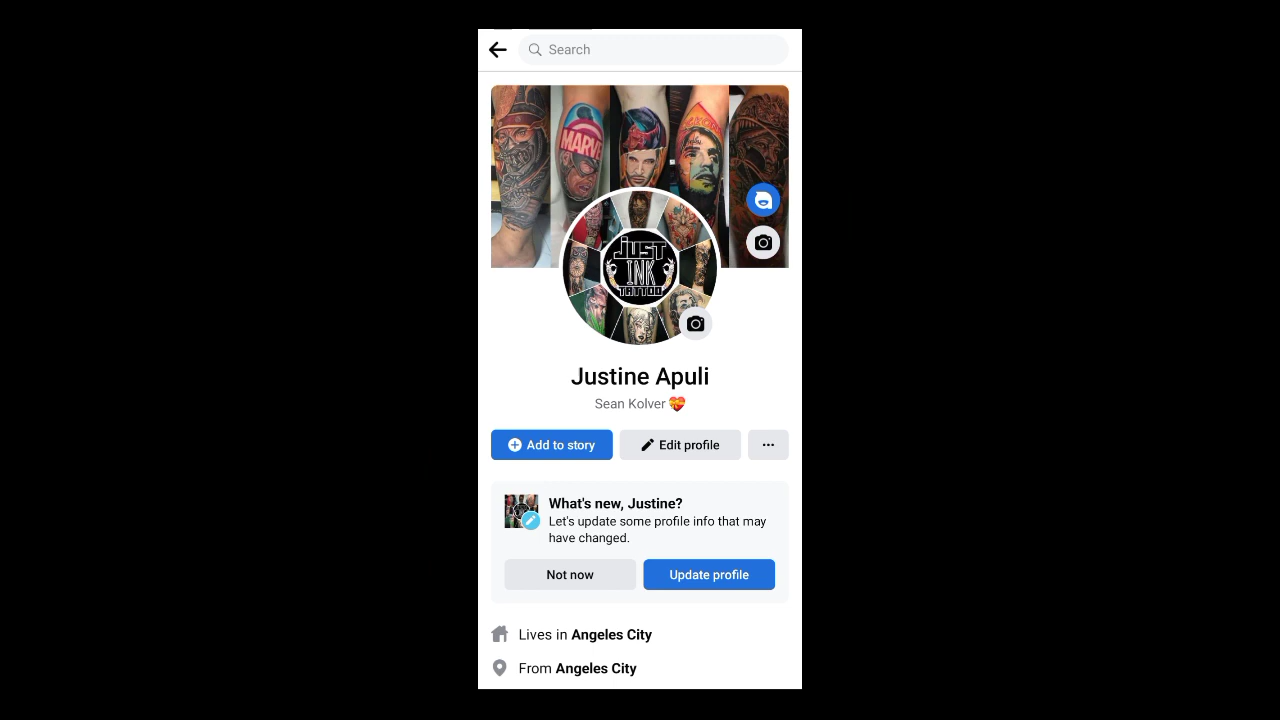 Search
MARVE
JUST
INK
TATTOO
Justine Apuli
Sean Kolver 💝
Add to story
Edit profile
What's new, Justine?
Let's update some profile info that may
have changed.
Not now
Update profile
Lives in Angeles City
From Angeles City